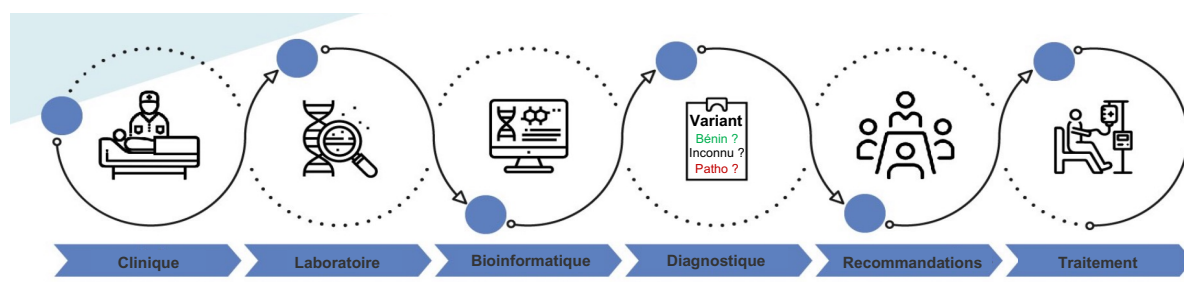 Variant
Bénin ?
Inconnu ?
Patho ?
Clinique
Laboratoire
Bioinformatique
Diagnostique
Recommandations
Traitement